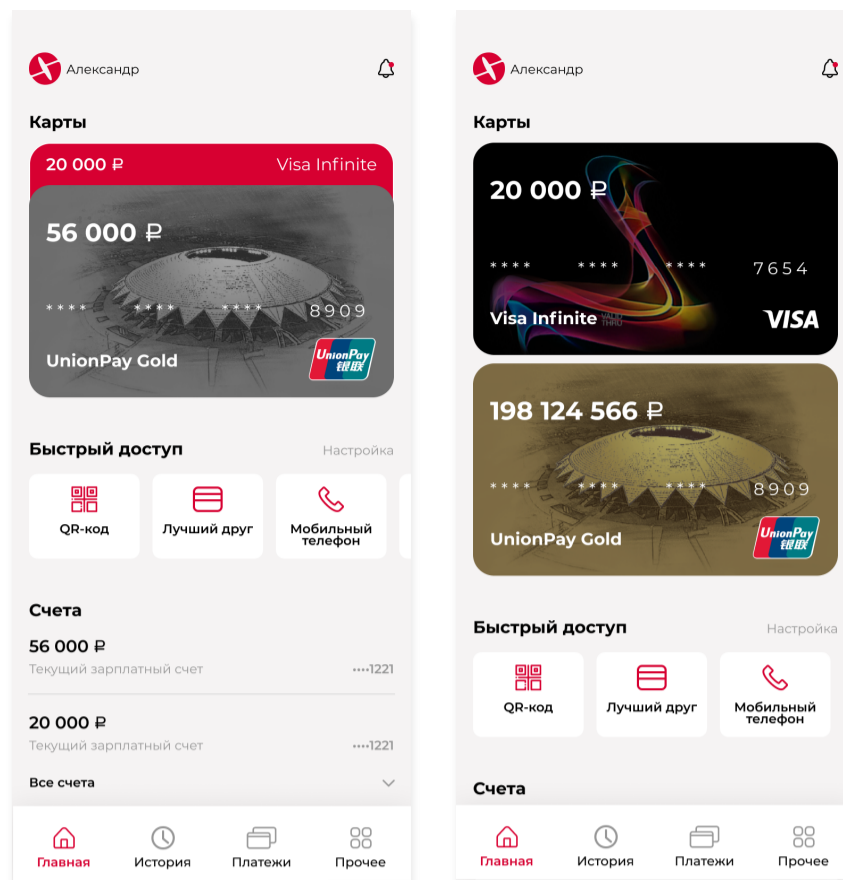 Александр
Карты
20 000 ₽ Visa Infinite
56 000 ₽
**** **** **** 8909
UnionPay Gold
UnionPay
银联
Быстрый доступ Настройка
QR-код
Лучший друг
Мобильный
телефон
Счета
56 000 ₽
Текущий зарплатный счет ••••1221
20 000 ₽
Текущий зарплатный счет ••••1221
Все счета
Главная История Платежи Прочее
Александр
Карты
20 000 ₽
**** **** **** 7654
Visa Infinite VALID
THRU
VISA
198 124 566 ₽
**** **** **** 8909
UnionPay Gold
UnionPay
银联
Быстрый доступ Настройка
QR-код
Лучший друг
Мобильный
телефон
Счета
Главная История Платежи Прочее